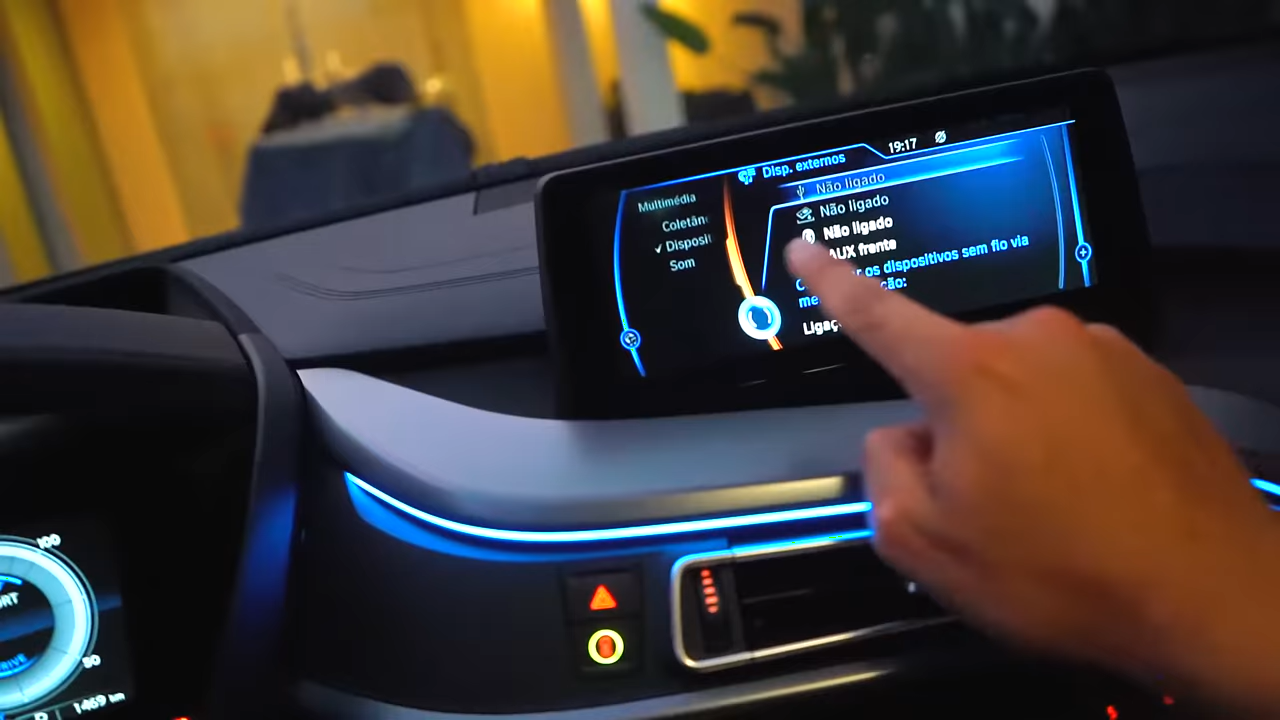 19:17
Disp. externos
Multimédia
Coletân
✓ Disposit
Som
Não ligado
Não ligado
Não ligado
AUX frente
r os dispositivos sem fio via
ção:
Ligaç
100
80
1469 km